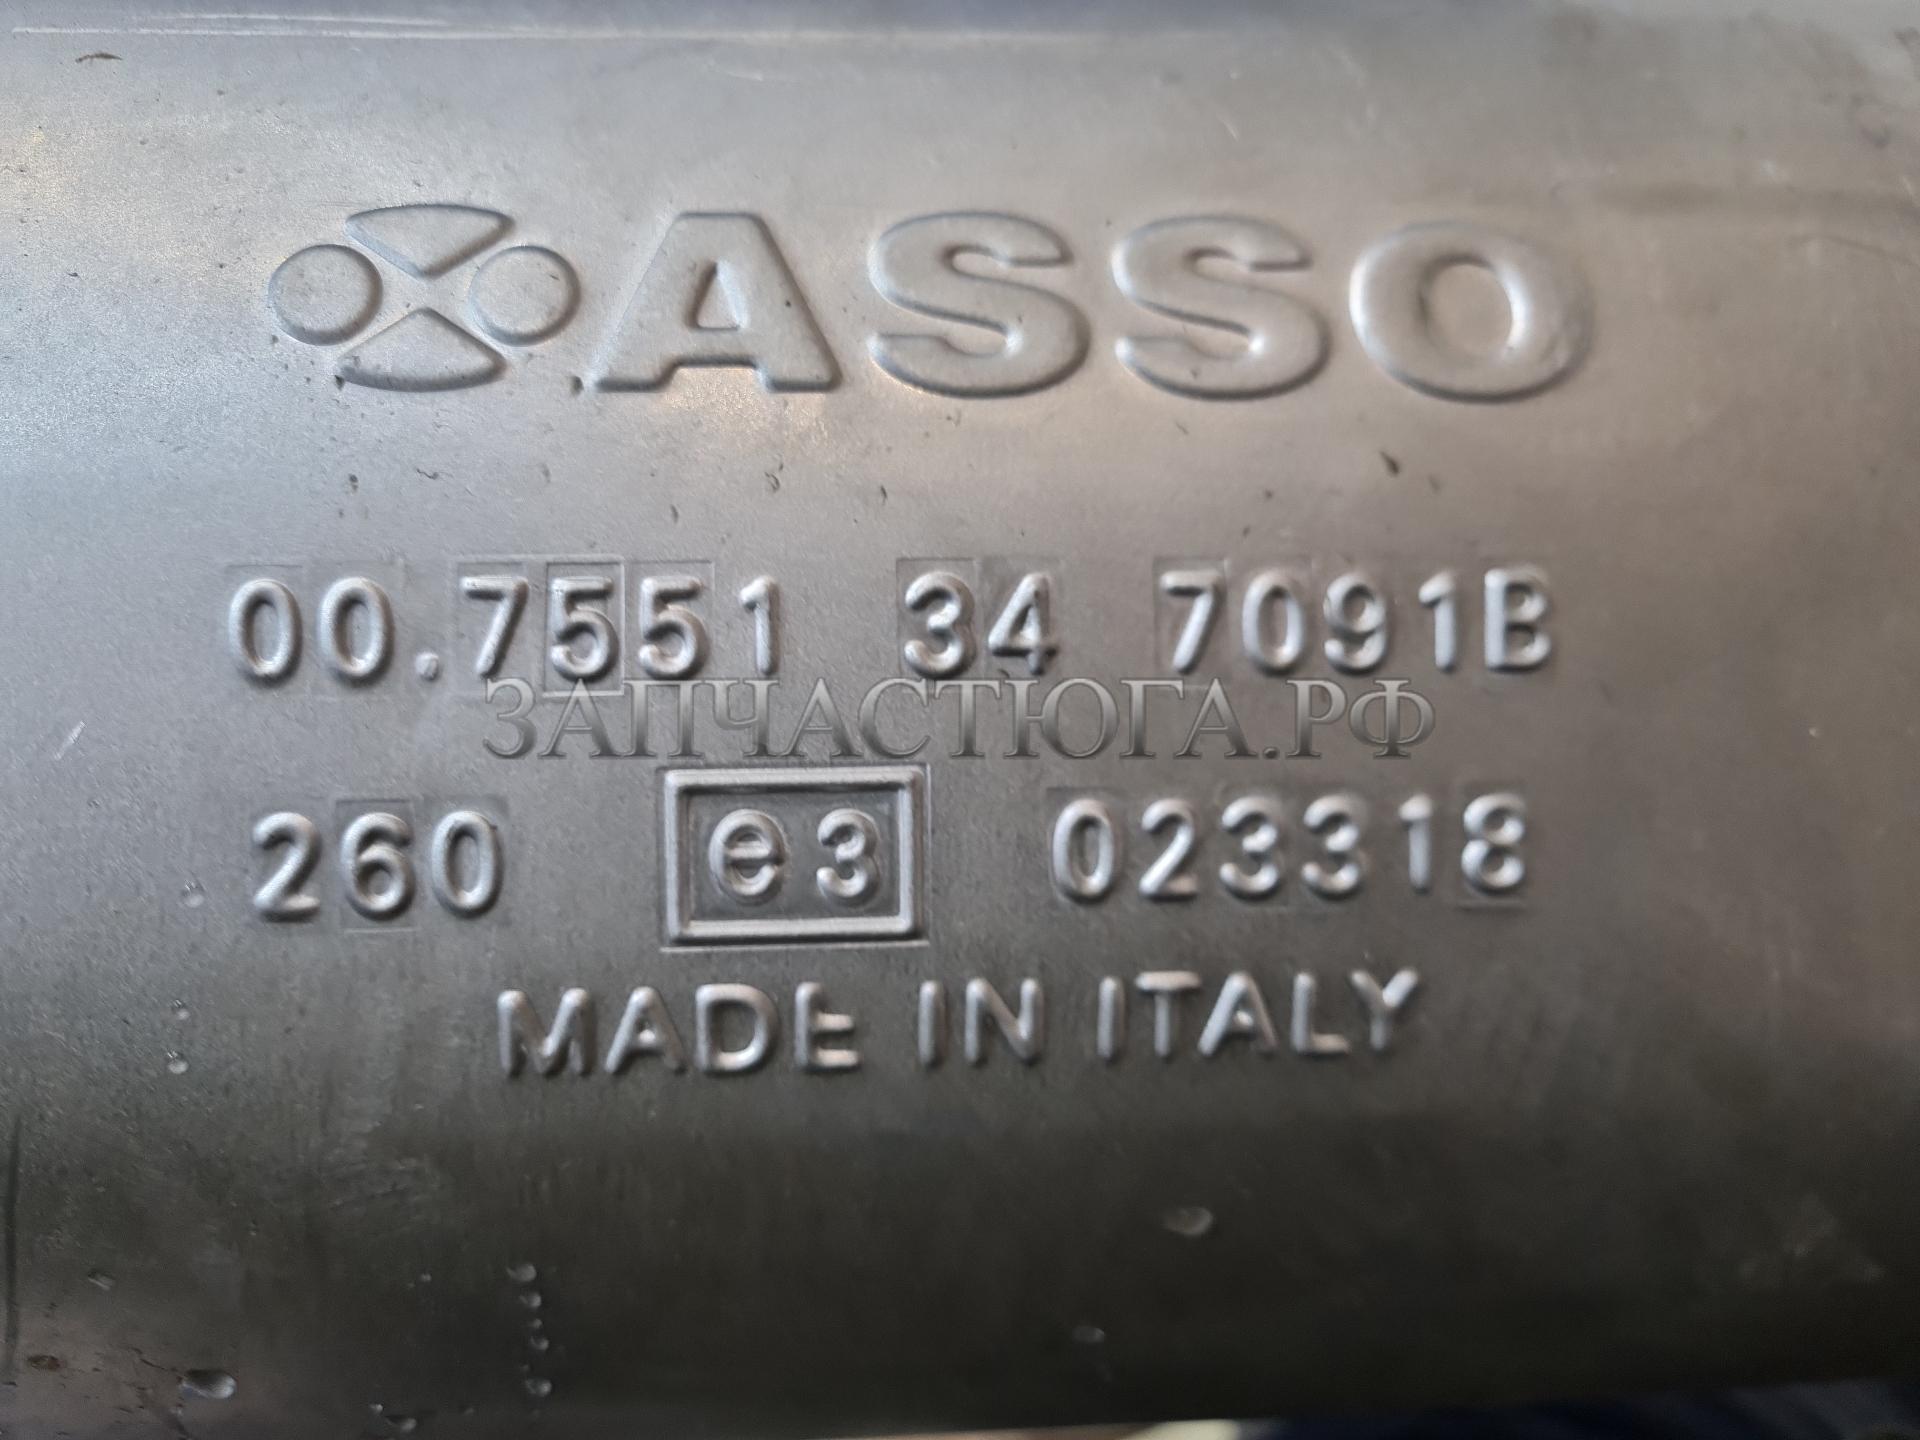 ASSO
00.7551 34 7091B
ЗАПЧАСТЮГА.РФ
260 e3 023318
MADE IN ITALY